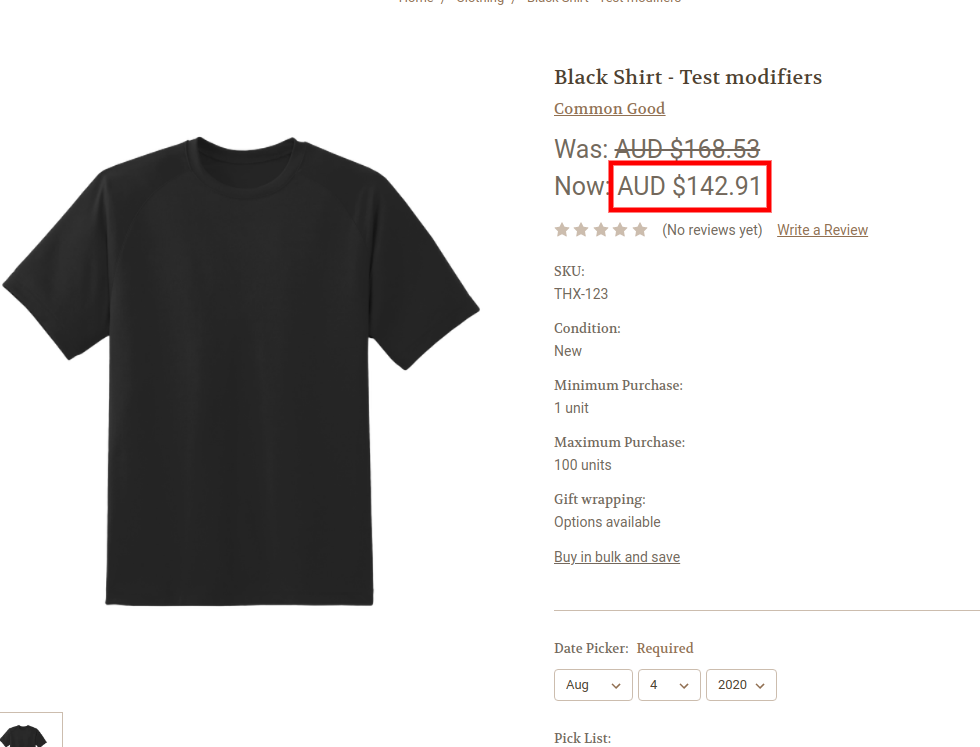 Home / Clothing / Black Shirt - Test modifiers
Black Shirt - Test modifiers
Common Good
Was: AUD $168.53
Now: AUD $142.91
(No reviews yet) Write a Review
SKU:
THX-123
Condition:
New
Minimum Purchase:
1 unit
Maximum Purchase:
100 units
Gift wrapping:
Options available
Buy in bulk and save
Date Picker: Required
Aug 4 2020
Pick List: